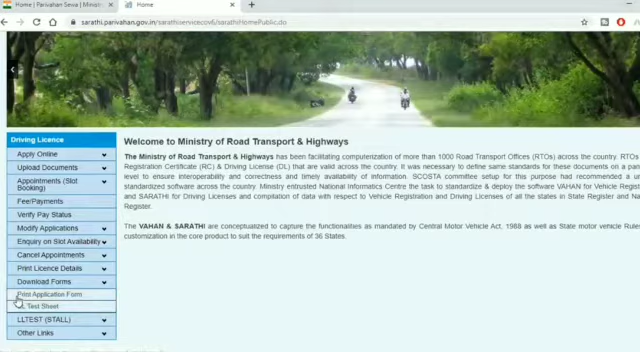 Home | Parivahan Sewa | Ministr
Home
sarathi.parivahan.gov.in/sarathiservicecov6/sarathiHomePublic.do
Driving Licence
Apply Online
Upload Documents
Appointments (Slot
Booking)
Fee/Payments
Verify Pay Status
Modify Applications
Enquiry on Slot Availability
Cancel Appointments
Print Licence Details
Download Forms
Print Application Form
Test Sheet
LLTEST (STALL)
Other Links
Welcome to Ministry of Road Transport & Highways
The Ministry of Road Transport & Highways has been facilitating computerization of more than 1000 Road Transport Offices (RTOs) across the country. RTOs
Registration Certificate (RC) & Driving License (DL) that are valid across the country. It was necessary to define same standards for these documents on a pan
level to ensure interoperability and correctness and timely availability of information. SCOSTA committee setup for this purpose had recommended a
standardized software across the country. Ministry entrusted National Informatics Centre the task to standardize & deploy the software VAHAN for Vehicle Regist
and SARATHI for Driving Licenses and compilation of data with respect to Vehicle Registration and Driving Licenses of all the states in State Register and Na
Register.
The VAHAN & SARATHI are conceptualized to capture the functionalities as mandated by Central Motor Vehicle Act, 1988 as well as State motor vehicle Rules
customization in the core product to suit the requirements of 36 States.